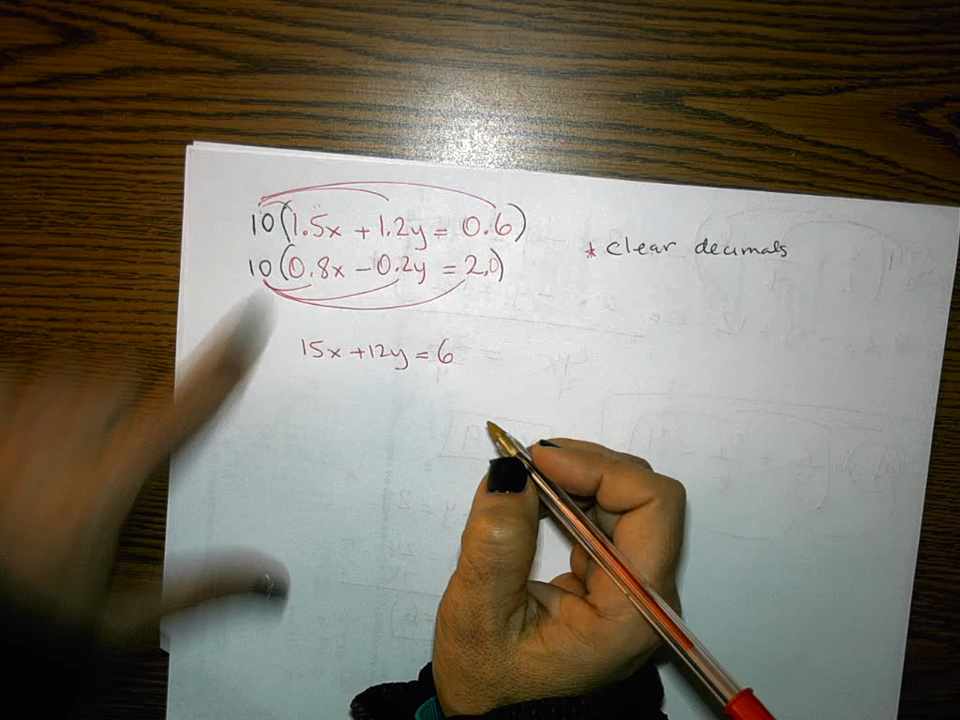 10(1.5x + 1.2y = 0.6)
* clear decimals
10(0.8x - 0.2y = 2.0)
15x + 12y = 6